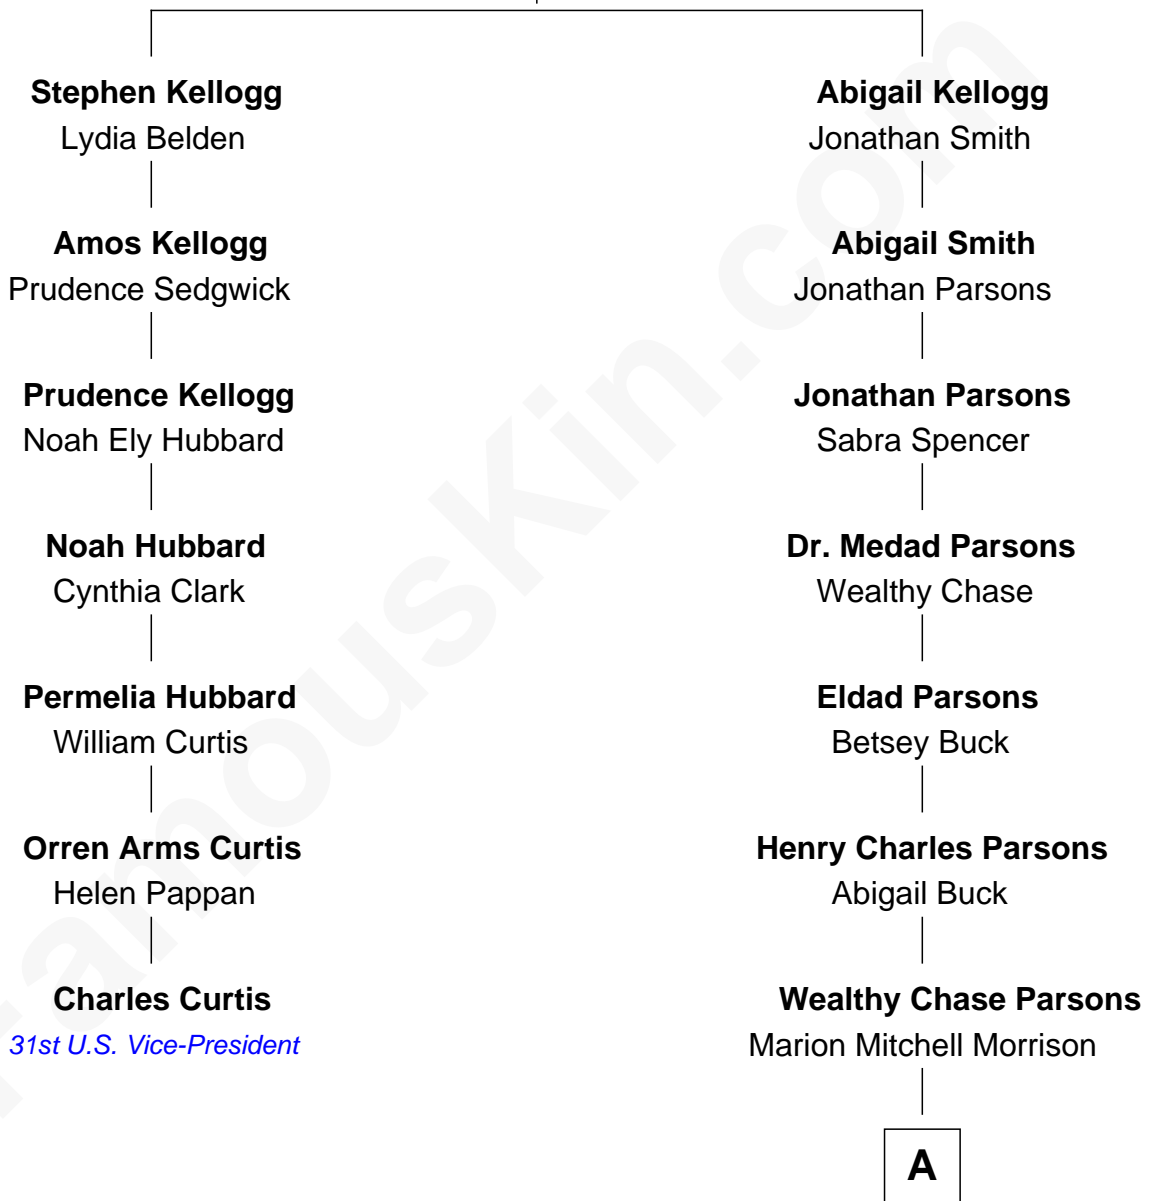 Stephen Kellogg
Lydia Belden
Amos Kellogg
Prudence Sedgwick
Prudence Kellogg
Noah Ely Hubbard
Noah Hubbard
Cynthia Clark
Permelia Hubbard
William Curtis
Orren Arms Curtis
Helen Pappan
Charles Curtis
31st U.S. Vice-President
Abigail Kellogg
Jonathan Smith
Abigail Smith
Jonathan Parsons
Jonathan Parsons
Sabra Spencer
Dr. Medad Parsons
Wealthy Chase
Eldad Parsons
Betsey Buck
Henry Charles Parsons
Abigail Buck
Wealthy Chase Parsons
Marion Mitchell Morrison
A
FamousKin.com